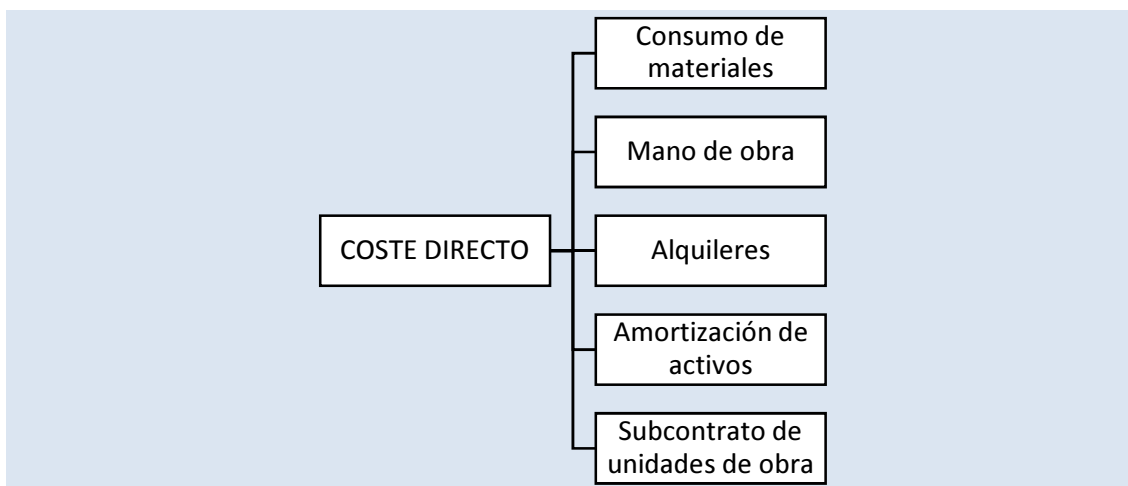 Consumo de
materiales
Mano de obra
COSTE DIRECTO
Alquileres
Amortización de
activos
Subcontrato de
unidades de obra